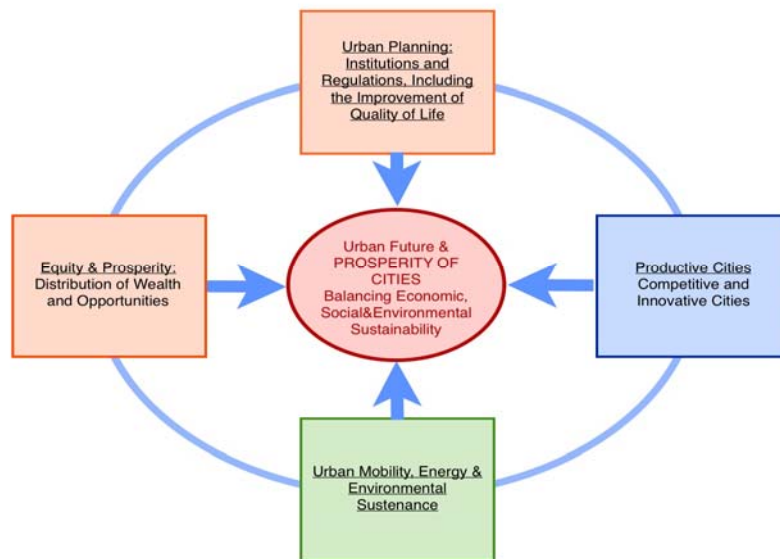 Urban Planning:
Institutions and
Regulations, Including
the Improvement of
Quality of Life
Equity & Prosperity:
Distribution of Wealth
and Opportunities
Urban Future &
PROSPERITY OF
CITIES
Balancing Economic,
Social&Environmental
Sustainability
Productive Cities
Competitive and
Innovative Cities
Urban Mobility, Energy &
Environmental
Sustenance